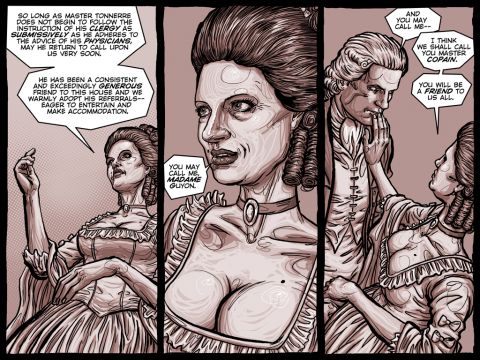 SO LONG AS MASTER TONNERRE
DOES NOT BEGIN TO FOLLOW THE
INSTRUCTION OF HIS CLERGY AS
SUBMISSIVELY AS HE ADHERES TO
THE ADVICE OF HIS PHYSICIANS,
MAY HE RETURN TO CALL UPON
US VERY SOON.
HE HAS BEEN A CONSISTENT
AND EXCEEDINGLY GENEROUS
FRIEND TO THIS HOUSE AND WE
WARMLY ADOPT HIS REFERRALS--
EAGER TO ENTERTAIN AND
MAKE ACCOMMODATION.
YOU MAY
CALL ME,
MADAME
GUYON.
AND
YOU MAY
CALL ME--
I THINK
WE SHALL CALL
YOU MASTER
COPAIN.
YOU WILL BE
A FRIEND TO
US ALL.